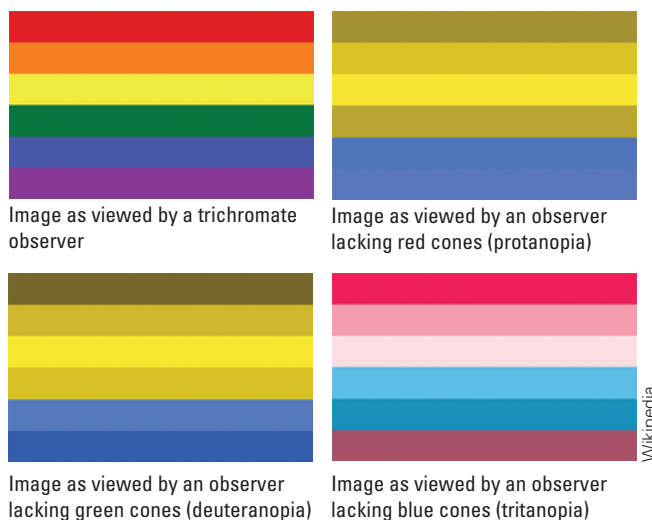 Image as viewed by a trichromate
observer
Image as viewed by an observer
lacking red cones (protanopia)
Image as viewed by an observer
lacking green cones (deuteranopia)
Image as viewed by an observer
lacking blue cones (tritanopia)
Wikipedia